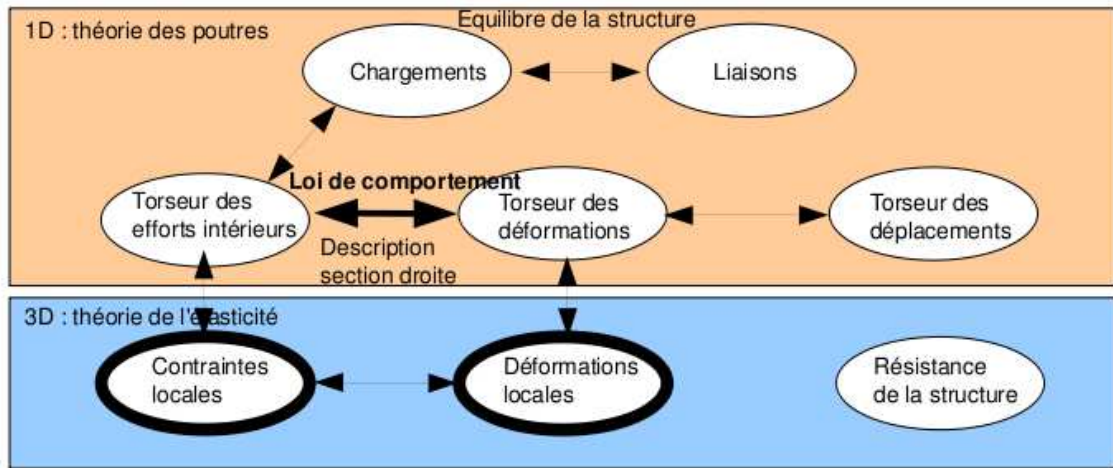 Equilibre de la structure
1D : théorie des poutres
Chargements
Liaisons
Loi de comportement
Torseur des
efforts intérieurs
Torseur des
déformations
Torseur des
déplacements
Description
section droite
3D : théorie de l'élasticité
Contraintes
locales
Déformations
locales
Résistance
de la structure